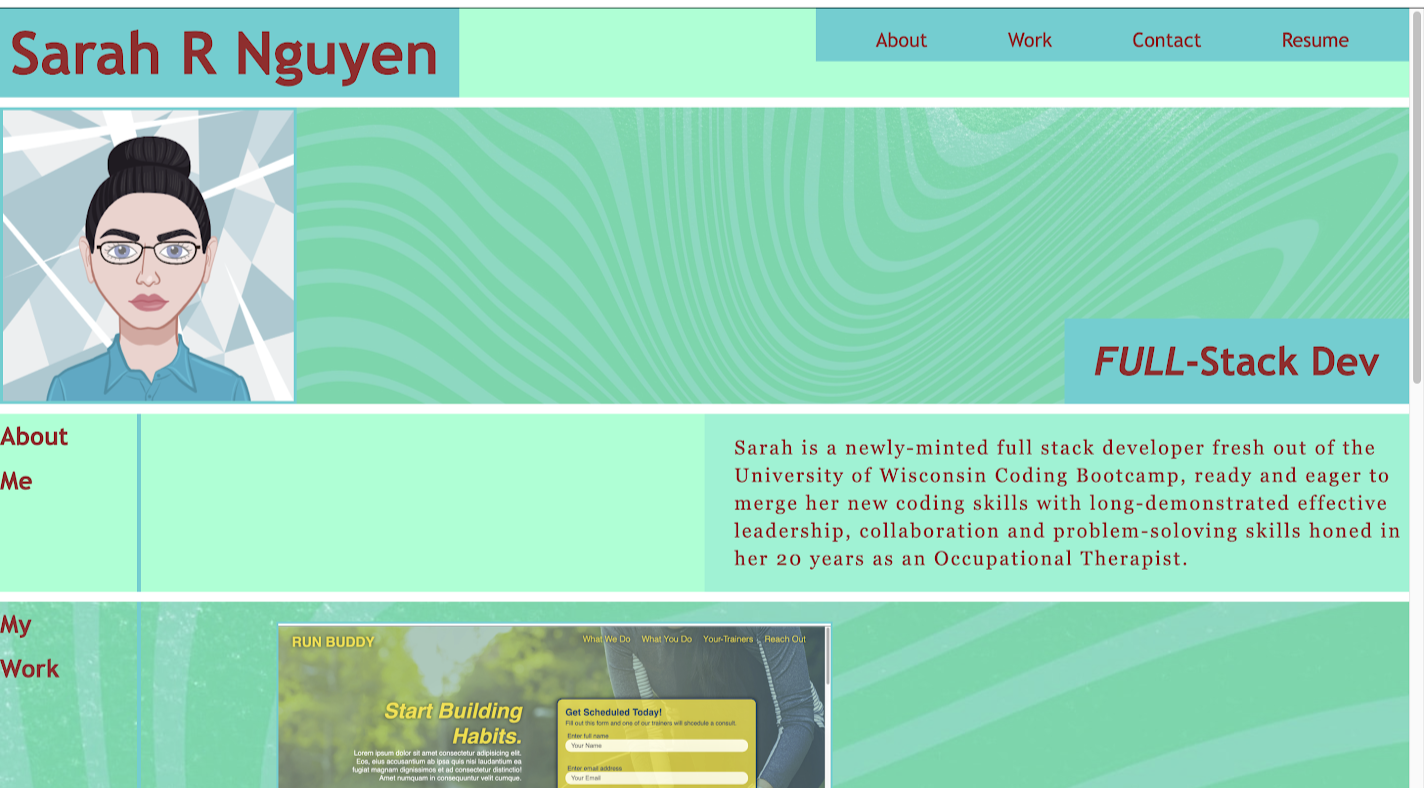 Sarah R Nguyen
About Work Contact Resume
FULL-Stack Dev
About
Me
Sarah is a newly-minted full stack developer fresh out of the
University of Wisconsin Coding Bootcamp, ready and eager to
merge her new coding skills with long-demonstrated effective
leadership, collaboration and problem-soloving skills honed in
her 20 years as an Occupational Therapist.
My
Work
RUN BUDDY
What We Do What You Do Your-Trainers Reach Out
Start Building
Habits.
Lorem ipsum dolor sit amet consectetur adipisicing elit.
Eos, eius accusantium ab ipsa quis nisi laudantium ea
fugiat magnam dignissimos et ad consectetur distinctio!
Amet numquam in consequuntur velit cumque.
Get Scheduled Today!
Fill out this form and one of our trainers will shcedule a consult.
Enter full name
Your Name
Enter email address
Your Email